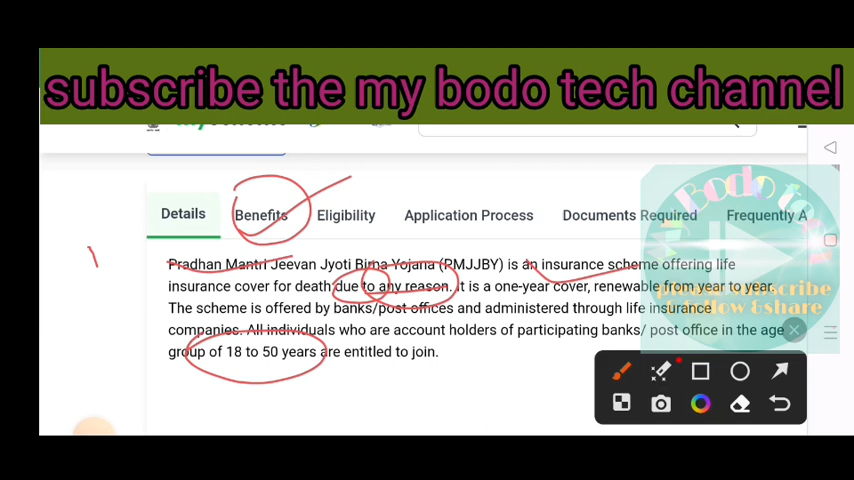 subscribe the my bodo tech channel
Details Benefits Eligibility Application Process Documents Required Frequently A
Pradhan Mantri Jeevan Jyoti Bima Yojana (PMJJBY) is an insurance scheme offering life
insurance cover for death due to any reason. It is a one-year cover, renewable from year to year.
The scheme is offered by banks/post offices and administered through life insurance
companies. All individuals who are account holders of participating banks/ post office in the age
group of 18 to 50 years are entitled to join.
please subscribe
follow &share